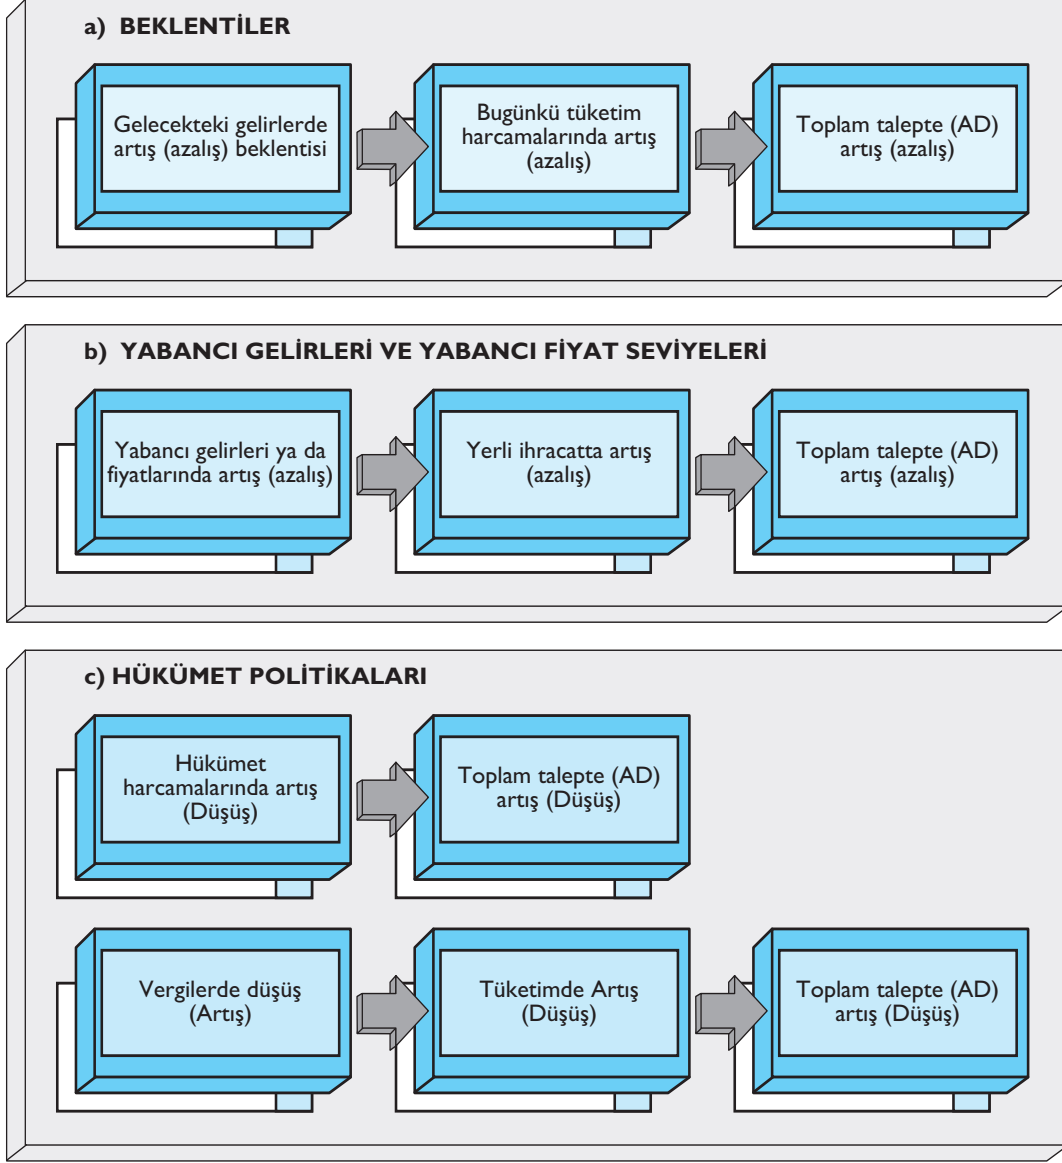 a) BEKLENTİLER
Gelecekteki gelirlerde
artış (azalış) beklentisi
Bugünkü tüketim
harcamalarında artış
(azalış)
Toplam talepte (AD)
artış (azalış)
b) YABANCI GELİRLERİ VE YABANCI FİYAT SEVİYELERİ
Yabancı gelirleri ya da
fiyatlarında artış (azalış)
Yerli ihracatta artış
(azalış)
Toplam talepte (AD)
artış (azalış)
c) HÜKÜMET POLİTİKALARI
Hükümet
harcamalarında artış
(Düşüş)
Toplam talepte (AD)
artış (Düşüş)
Vergilerde düşüş
(Artış)
Tüketimde Artış
(Düşüş)
Toplam talepte (AD)
artış (Düşüş)